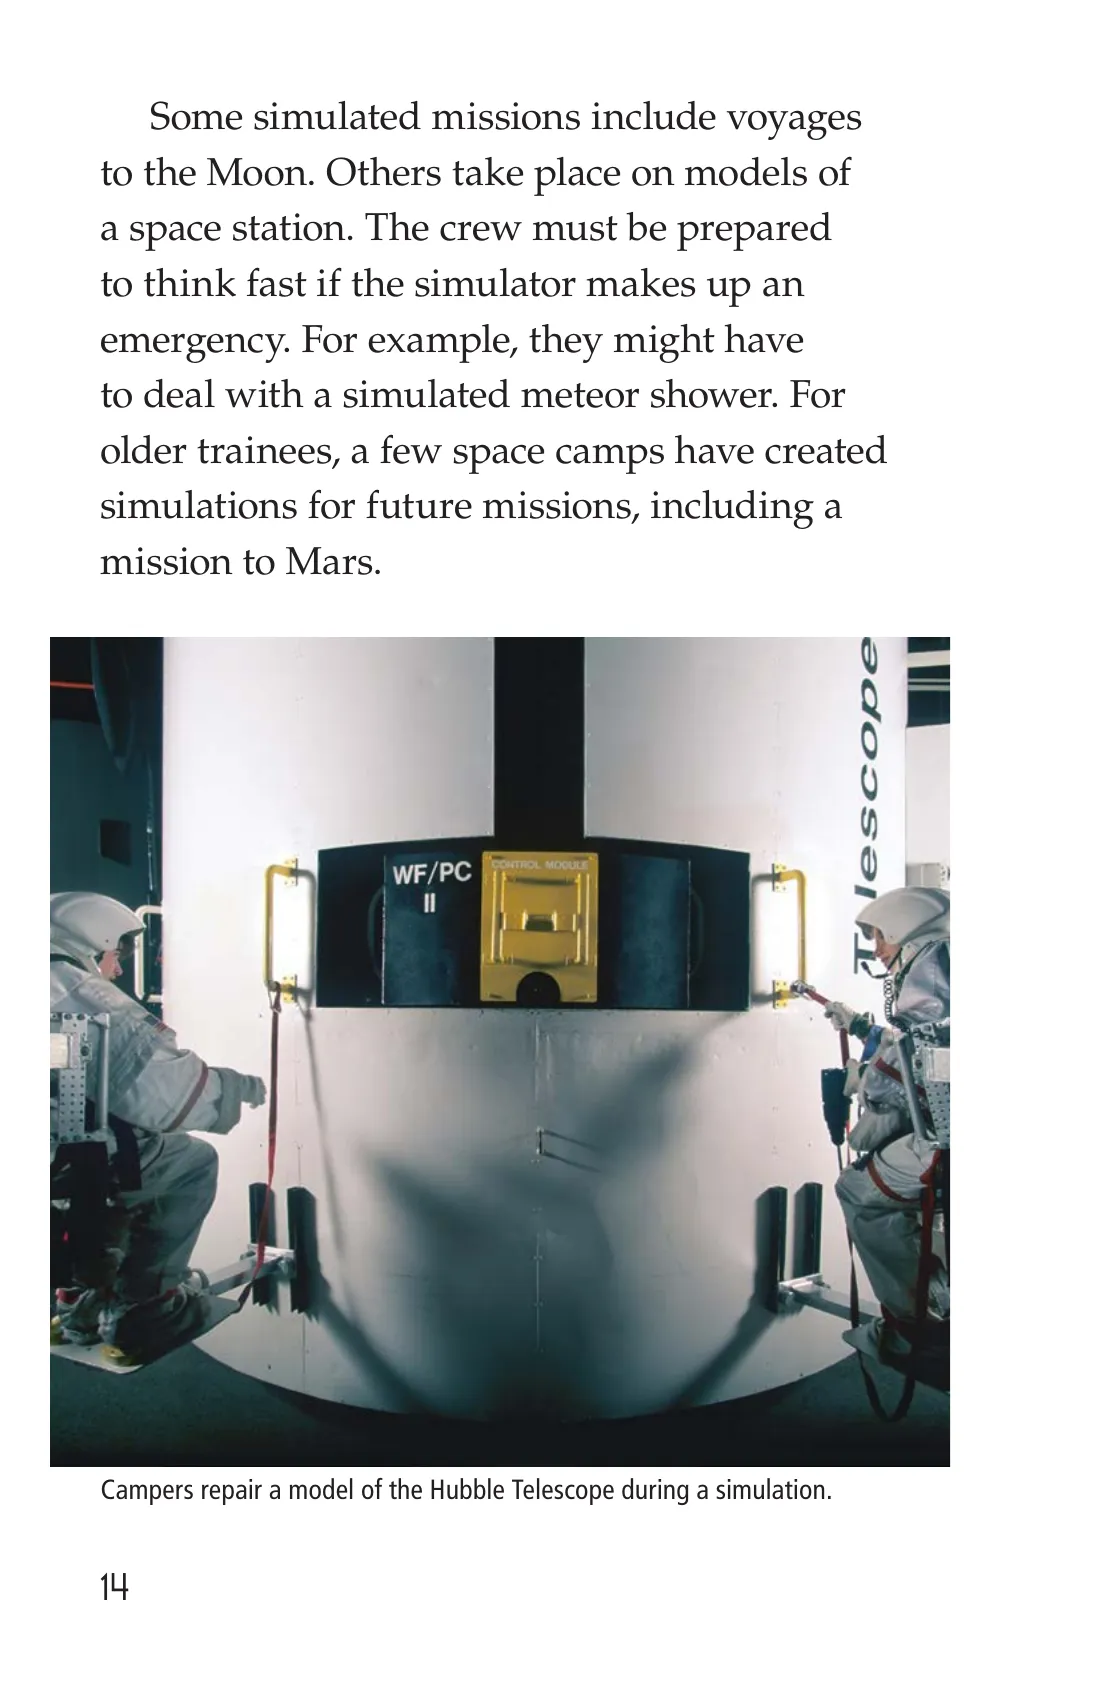 Some simulated missions include voyages
to the Moon. Others take place on models of
a space station. The crew must be prepared
to think fast if the simulator makes up an
emergency. For example, they might have
to deal with a simulated meteor shower. For
older trainees, a few space camps have created
simulations for future missions, including a
mission to Mars.
Telescope
WF/PC
II
CONTROL MODULE
Campers repair a model of the Hubble Telescope during a simulation.
14